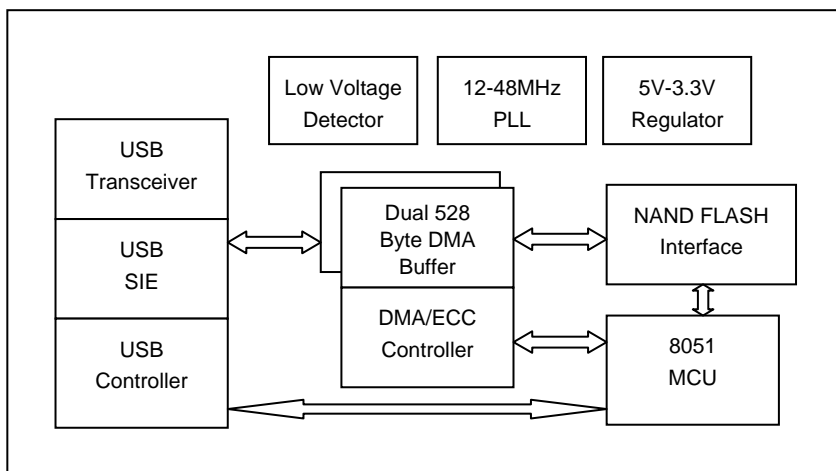 Low Voltage
Detector
12-48MHz
PLL
5V-3.3V
Regulator
USB
Transceiver
USB
SIE
USB
Controller
Dual 528
Byte DMA
Buffer
DMA/ECC
Controller
NAND FLASH
Interface
8051
MCU